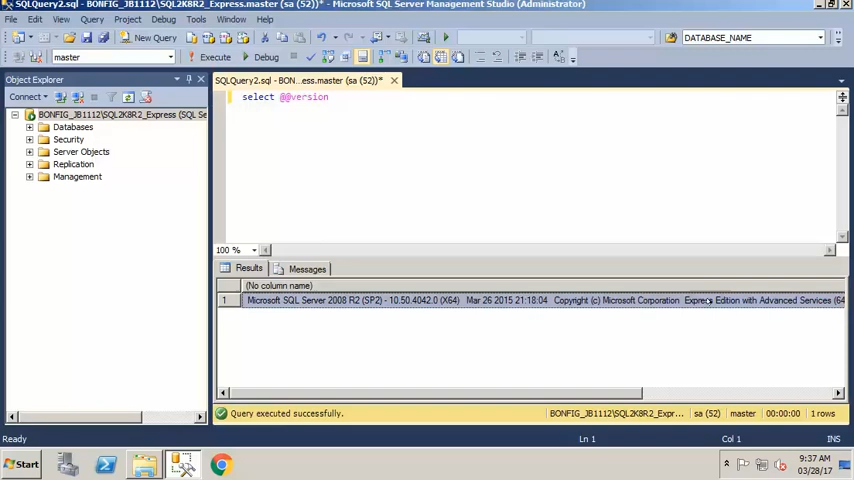 SQLQuery2.sql - BONFIG_JB1112\SQL2K8R2_Express.master (sa (52))* - Microsoft SQL Server Management Studio (Administrator)
File Edit View Query Project Debug Tools Window Help
New Query DATABASE_NAME
master Execute Debug
Object Explorer
SQLQuery2.sql - BON...ess.master (sa (52))*
Connect
select @@version
BONFIG_JB1112\SQL2K8R2_Express (SQL Se
Databases
Security
Server Objects
Replication
Management
100 %
Results Messages
(No column name)
1 Microsoft SQL Server 2008 R2 (SP2) - 10.50.4042.0 (X64) Mar 26 2015 21:18:04 Copyright (c) Microsoft Corporation Express Edition with Advanced Services (64
Query executed successfully. BONFIG_JB1112\SQL2K8R2_Expr... sa (52) master 00:00:00 1 rows
Ready Ln 1 Col 1 INS
Start 9:37 AM
03/28/17